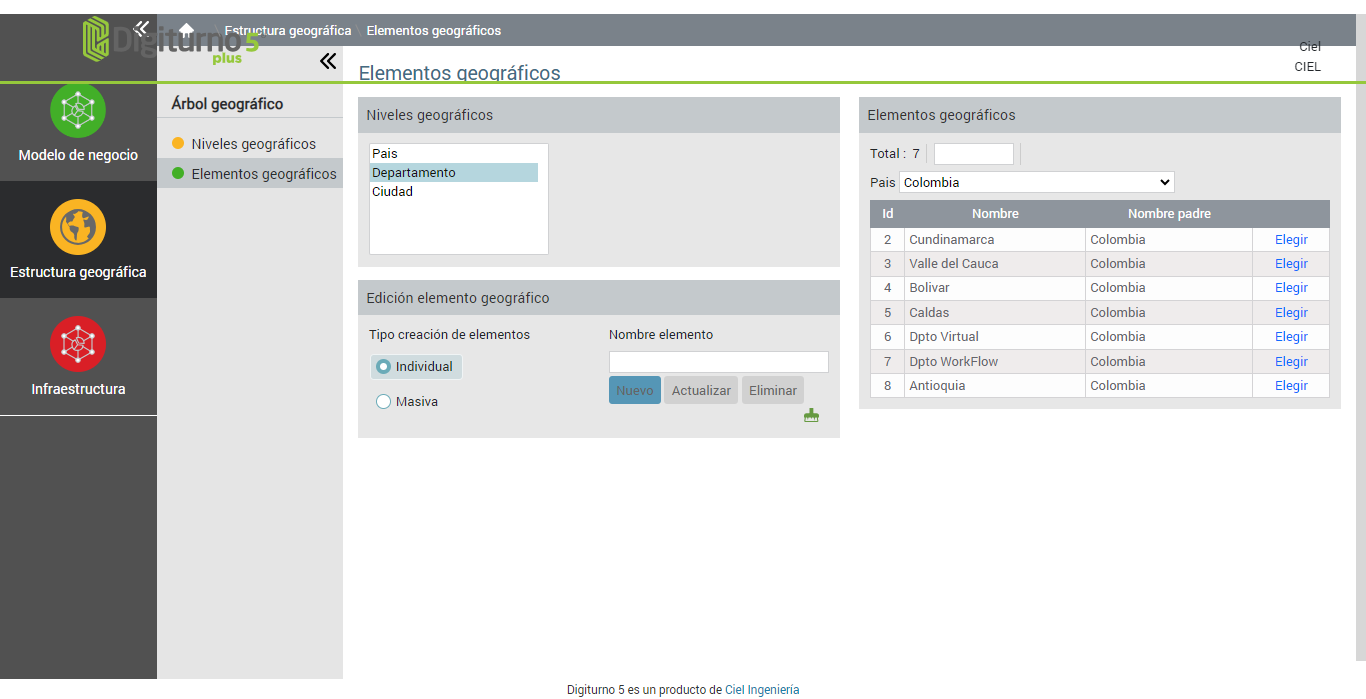 Digiturno 5
plus
Estructura geográfica
Elementos geográficos
Ciel
CIEL
Modelo de negocio
Estructura geográfica
Infraestructura
Árbol geográfico
Niveles geográficos
Elementos geográficos
Elementos geográficos
Niveles geográficos
Pais
Departamento
Ciudad
Edición elemento geográfico
Tipo creación de elementos
Individual
Masiva
Nombre elemento
Nuevo Actualizar Eliminar
Elementos geográficos
Total : 7
Pais Colombia
Id Nombre Nombre padre
2 Cundinamarca Colombia Elegir
3 Valle del Cauca Colombia Elegir
4 Bolivar Colombia Elegir
5 Caldas Colombia Elegir
6 Dpto Virtual Colombia Elegir
7 Dpto WorkFlow Colombia Elegir
8 Antioquia Colombia Elegir
Digiturno 5 es un producto de Ciel Ingeniería